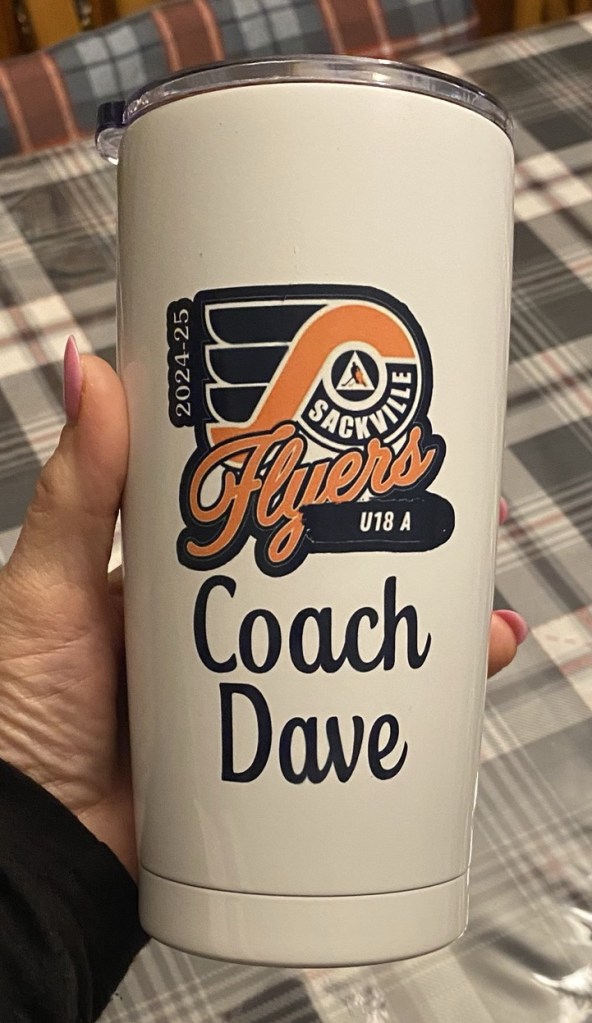 2024-25
SACKVILLE
Flyers
U18 A
Coach
Dave